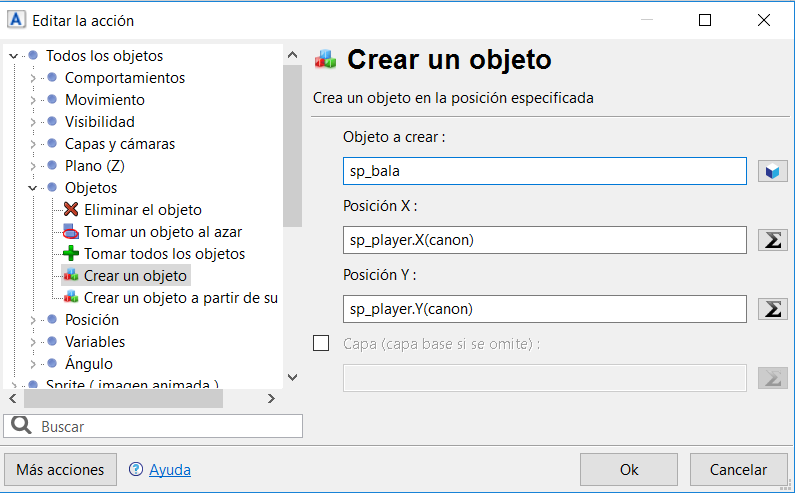 Editar la acción
Todos los objetos
Comportamientos
Movimiento
Visibilidad
Capas y cámaras
Plano (Z)
Objetos
Eliminar el objeto
Tomar un objeto al azar
Tomar todos los objetos
Crear un objeto
Crear un objeto a partir de su
Posición
Variables
Ángulo
Sprite ( imagen animada )
Buscar
Crear un objeto
Crea un objeto en la posición especificada
Objeto a crear :
sp_bala
Posición X :
sp_player.X(canon)
Posición Y :
sp_player.Y(canon)
Capa (capa base si se omite) :
Más acciones
Ayuda
Ok
Cancelar